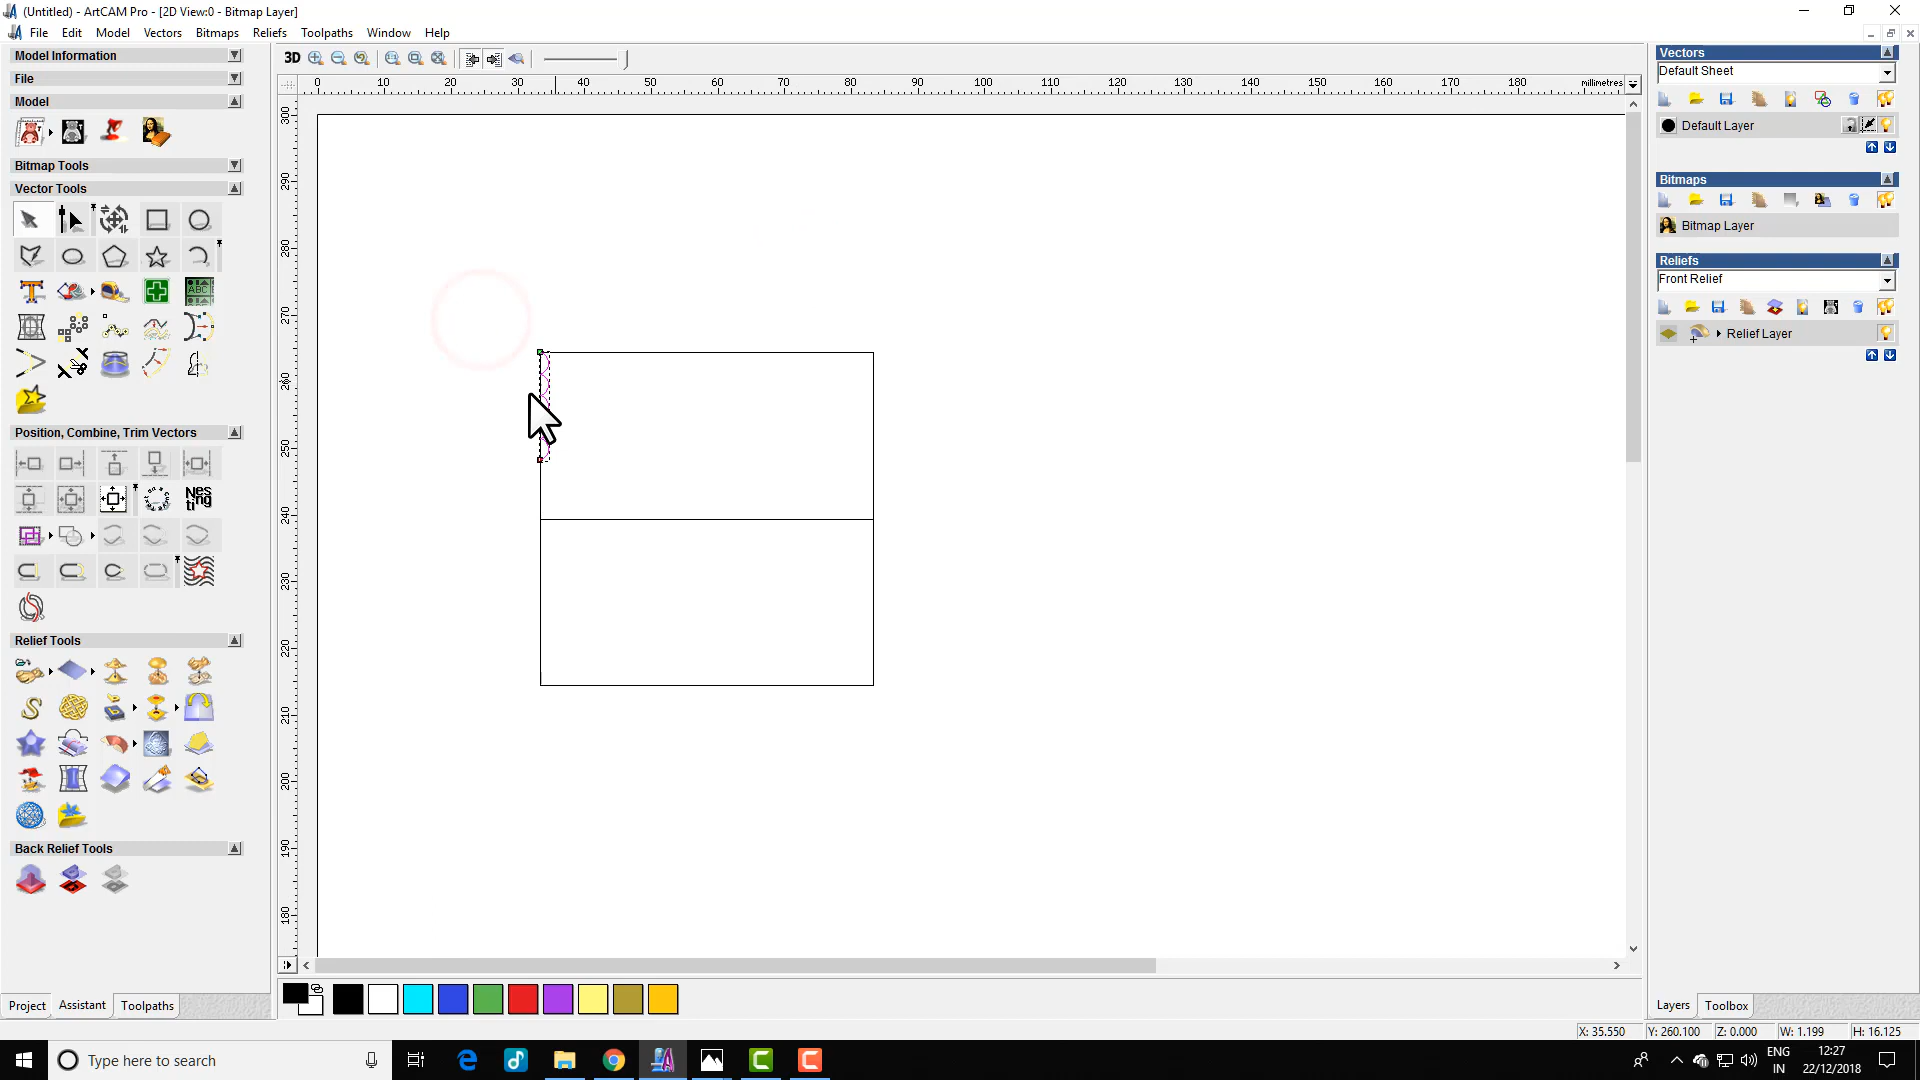 (Untitled) - ArtCAM Pro - [2D View:0 - Bitmap Layer]
File Edit Model Vectors Bitmaps Reliefs Toolpaths Window Help
Model Information
File
Model
Bitmap Tools
Vector Tools
Position, Combine, Trim Vectors
Nes
ting
Relief Tools
Back Relief Tools
Project Assistant Toolpaths
3D
0 10 20 30 40 50 60 70 80 90 100 110 120 130 140 150 160 170 180 millimetres
300
290
280
270
260
250
240
230
220
210
200
190
180
Vectors
Default Sheet
Default Layer
Bitmaps
Bitmap Layer
Reliefs
Front Relief
Relief Layer
Layers Toolbox
X: 35.550 Y: 260.100 Z: 0.000 W: 1.199 H: 16.125
Type here to search
ENG
IN
12:27
22/12/2018